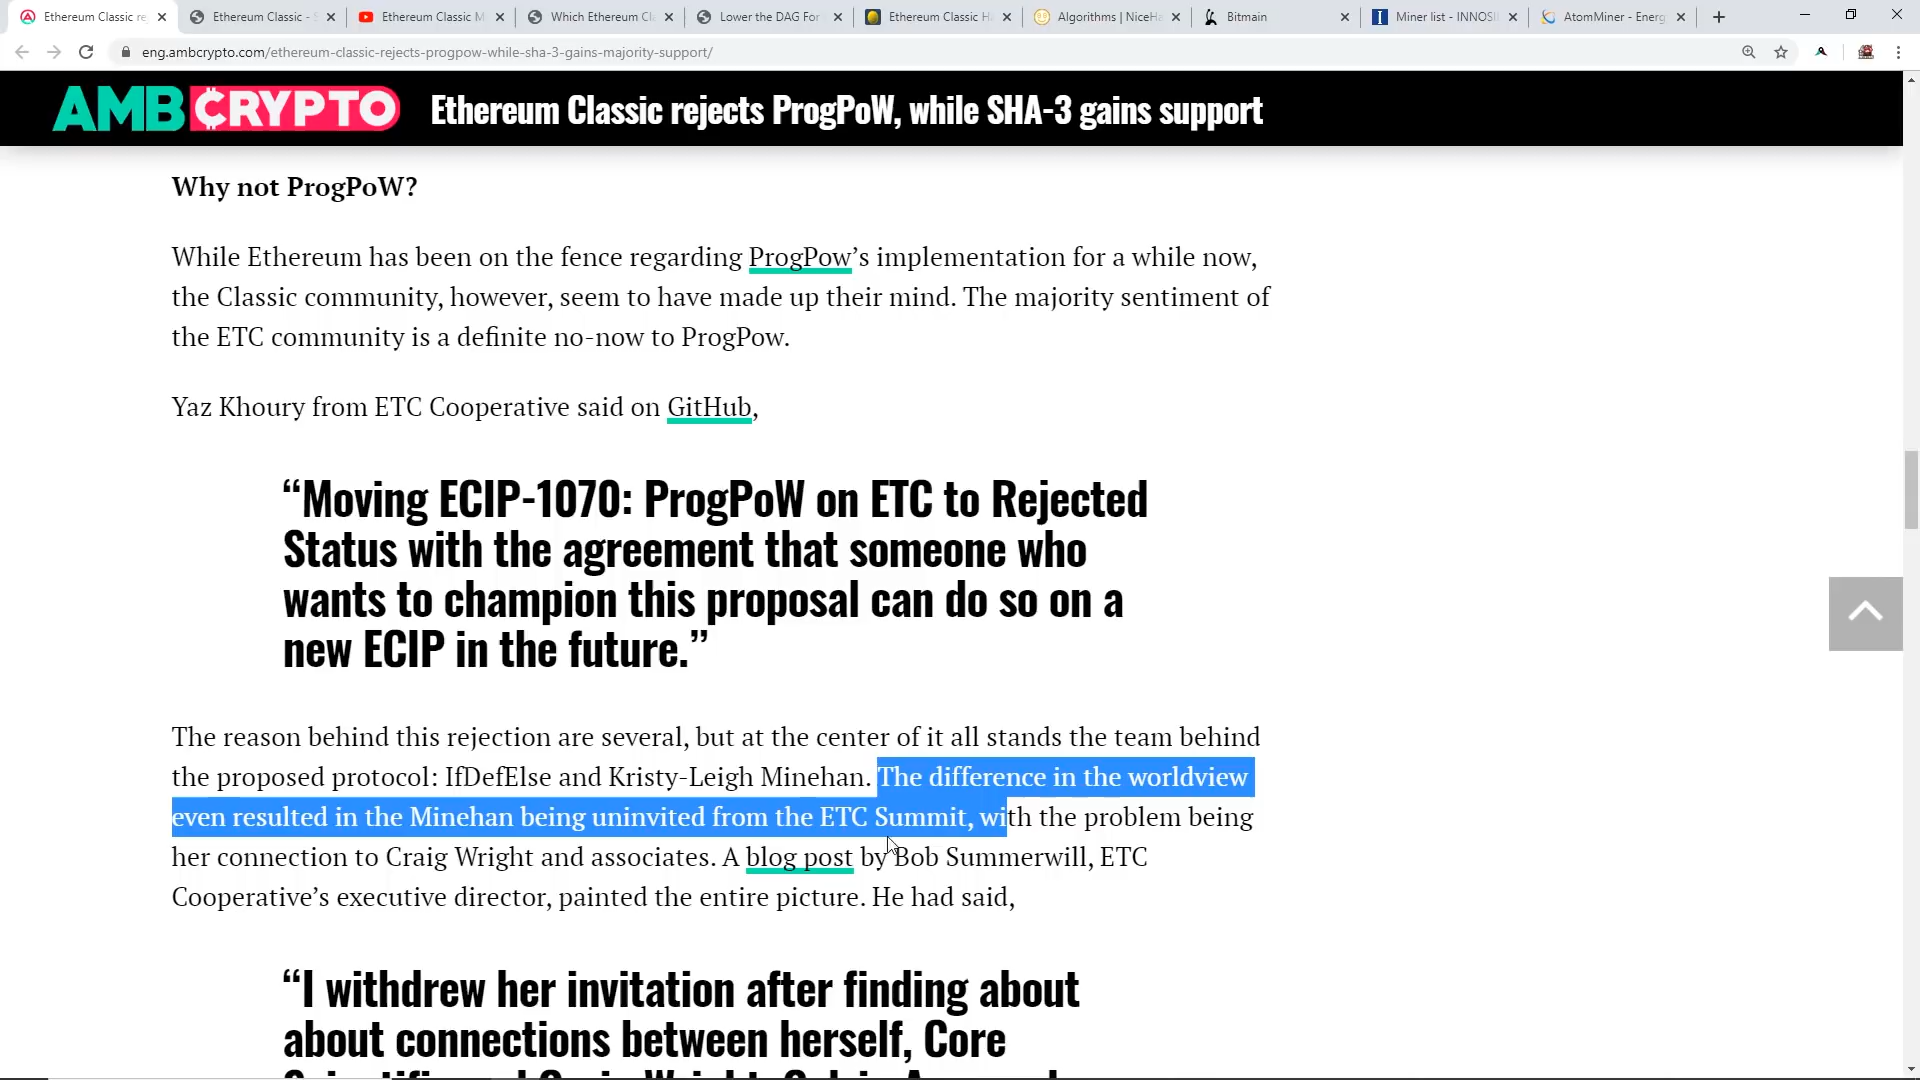 Ethereum Classic re
Ethereum Classic - S
Ethereum Classic M
Which Ethereum Cl
Lower the DAG For
Ethereum Classic H
Algorithms | NiceHa
Bitmain
Miner list - INNOSI
AtomMiner - Energ
eng.ambcrypto.com/ethereum-classic-rejects-progpow-while-sha-3-gains-majority-support/
AMBCRYPTO
Ethereum Classic rejects ProgPoW, while SHA-3 gains support
Why not ProgPoW?
While Ethereum has been on the fence regarding ProgPow’s implementation for a while now,
the Classic community, however, seem to have made up their mind. The majority sentiment of
the ETC community is a definite no-now to ProgPow.
Yaz Khoury from ETC Cooperative said on GitHub,
“Moving ECIP-1070: ProgPoW on ETC to Rejected
Status with the agreement that someone who
wants to champion this proposal can do so on a
new ECIP in the future.”
The reason behind this rejection are several, but at the center of it all stands the team behind
the proposed protocol: IfDefElse and Kristy-Leigh Minehan. The difference in the worldview
even resulted in the Minehan being uninvited from the ETC Summit, with the problem being
her connection to Craig Wright and associates. A blog post by Bob Summerwill, ETC
Cooperative’s executive director, painted the entire picture. He had said,
“I withdrew her invitation after finding about
about connections between herself, Core